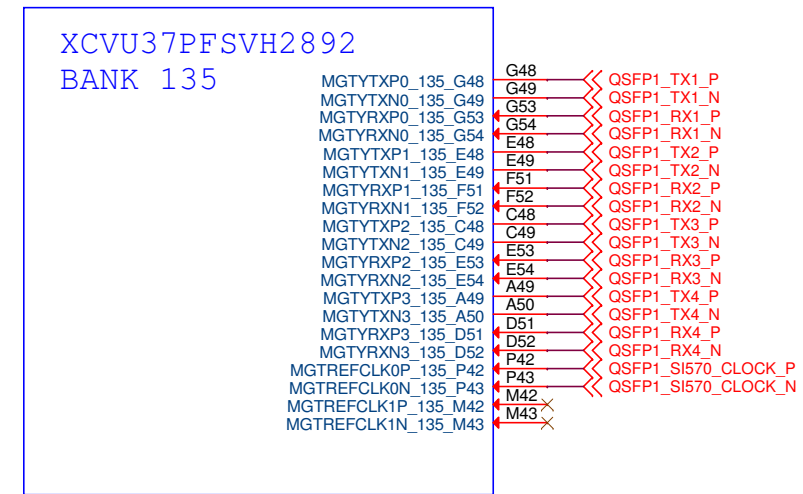 XCVU37PFSVH2892
BANK 135
MGTYTXP0_135_G48 G48 QSFP1_TX1_P
MGTYTXN0_135_G49 G49 QSFP1_TX1_N
MGTYRXP0_135_G53 G53 QSFP1_RX1_P
MGTYRXN0_135_G54 G54 QSFP1_RX1_N
MGTYTXP1_135_E48 E48 QSFP1_TX2_P
MGTYTXN1_135_E49 E49 QSFP1_TX2_N
MGTYRXP1_135_F51 F51 QSFP1_RX2_P
MGTYRXN1_135_F52 F52 QSFP1_RX2_N
MGTYTXP2_135_C48 C48 QSFP1_TX3_P
MGTYTXN2_135_C49 C49 QSFP1_TX3_N
MGTYRXP2_135_E53 E53 QSFP1_RX3_P
MGTYRXN2_135_E54 E54 QSFP1_RX3_N
MGTYTXP3_135_A49 A49 QSFP1_TX4_P
MGTYTXN3_135_A50 A50 QSFP1_TX4_N
MGTYRXP3_135_D51 D51 QSFP1_RX4_P
MGTYRXN3_135_D52 D52 QSFP1_RX4_N
MGTREFCLK0P_135_P42 P42 QSFP1_SI570_CLOCK_P
MGTREFCLK0N_135_P43 P43 QSFP1_SI570_CLOCK_N
MGTREFCLK1P_135_M42 M42
MGTREFCLK1N_135_M43 M43